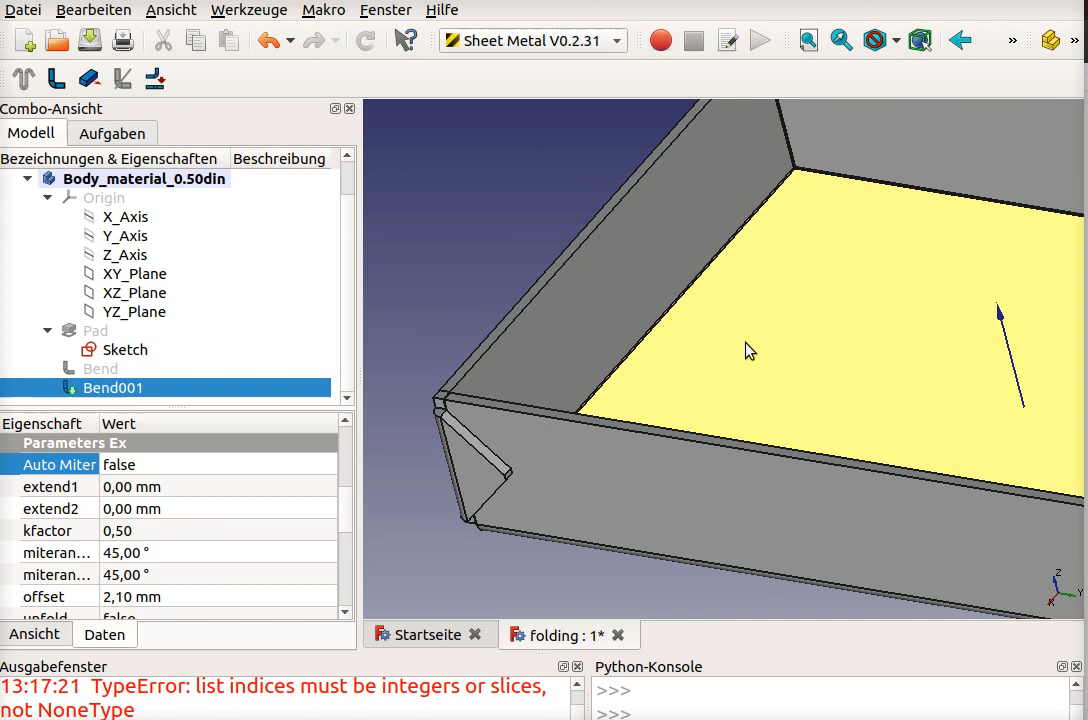 Datei Bearbeiten Ansicht Werkzeuge Makro Fenster Hilfe
Sheet Metal V0.2.31 » »
Combo-Ansicht
Modell Aufgaben
Bezeichnungen & Eigenschaften Beschreibung
Body_material_0.50din
Origin
X_Axis
Y_Axis
Z_Axis
XY_Plane
XZ_Plane
YZ_Plane
Pad
Sketch
Bend
Bend001
Eigenschaft Wert
Parameters Ex
Auto Miter false
extend1 0,00 mm
extend2 0,00 mm
kfactor 0,50
miteran... 45,00 °
miteran... 45,00 °
offset 2,10 mm
unfold false
Ansicht Daten
Z
Y
X
Startseite folding : 1*
Ausgabefenster
13:17:21 TypeError: list indices must be integers or slices,
not NoneType
Python-Konsole
>>>
>>>